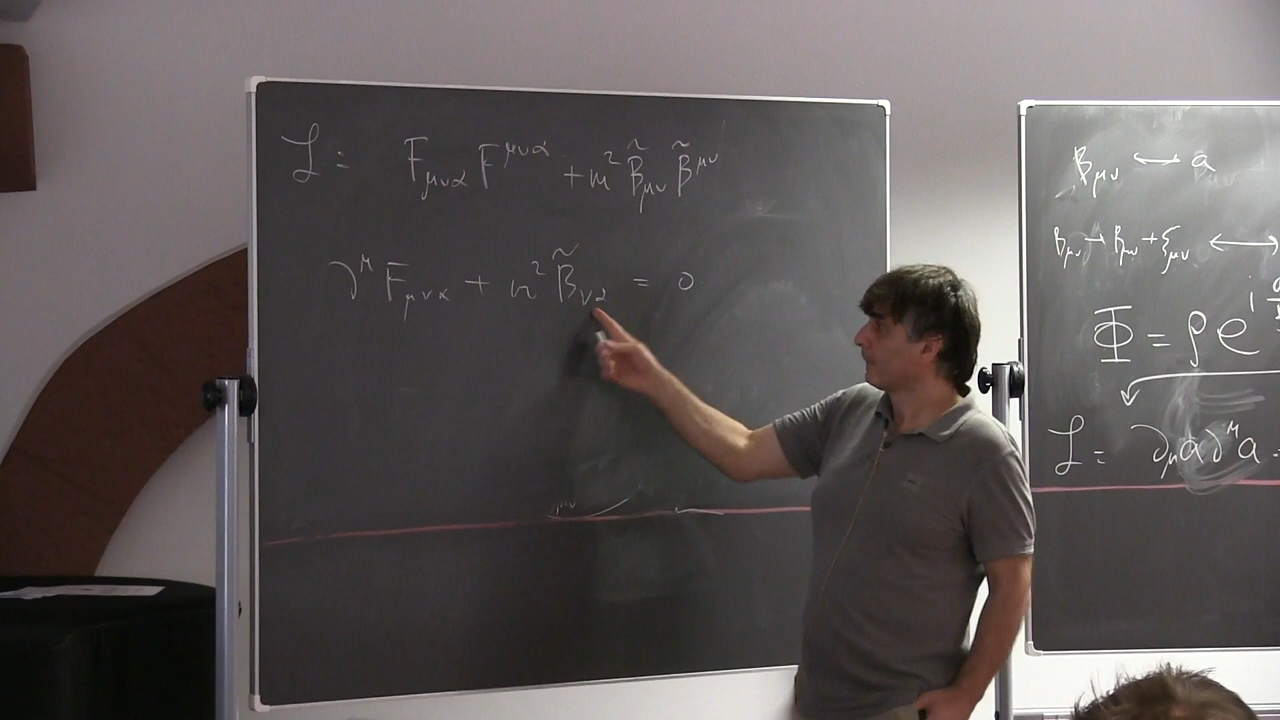 ℒ = F_{μνα} F^{μνα} + m² B̃_{μν} B̃^{μν}
∂^μ F_{μνα} + m² B̃_{να} = 0.
B_{μν} ↔ a
B_{μν} → B_{μν} + ξ_{μν} ↔
Φ = ρ e^{i
ℒ = ∂_μ a ∂^μ a